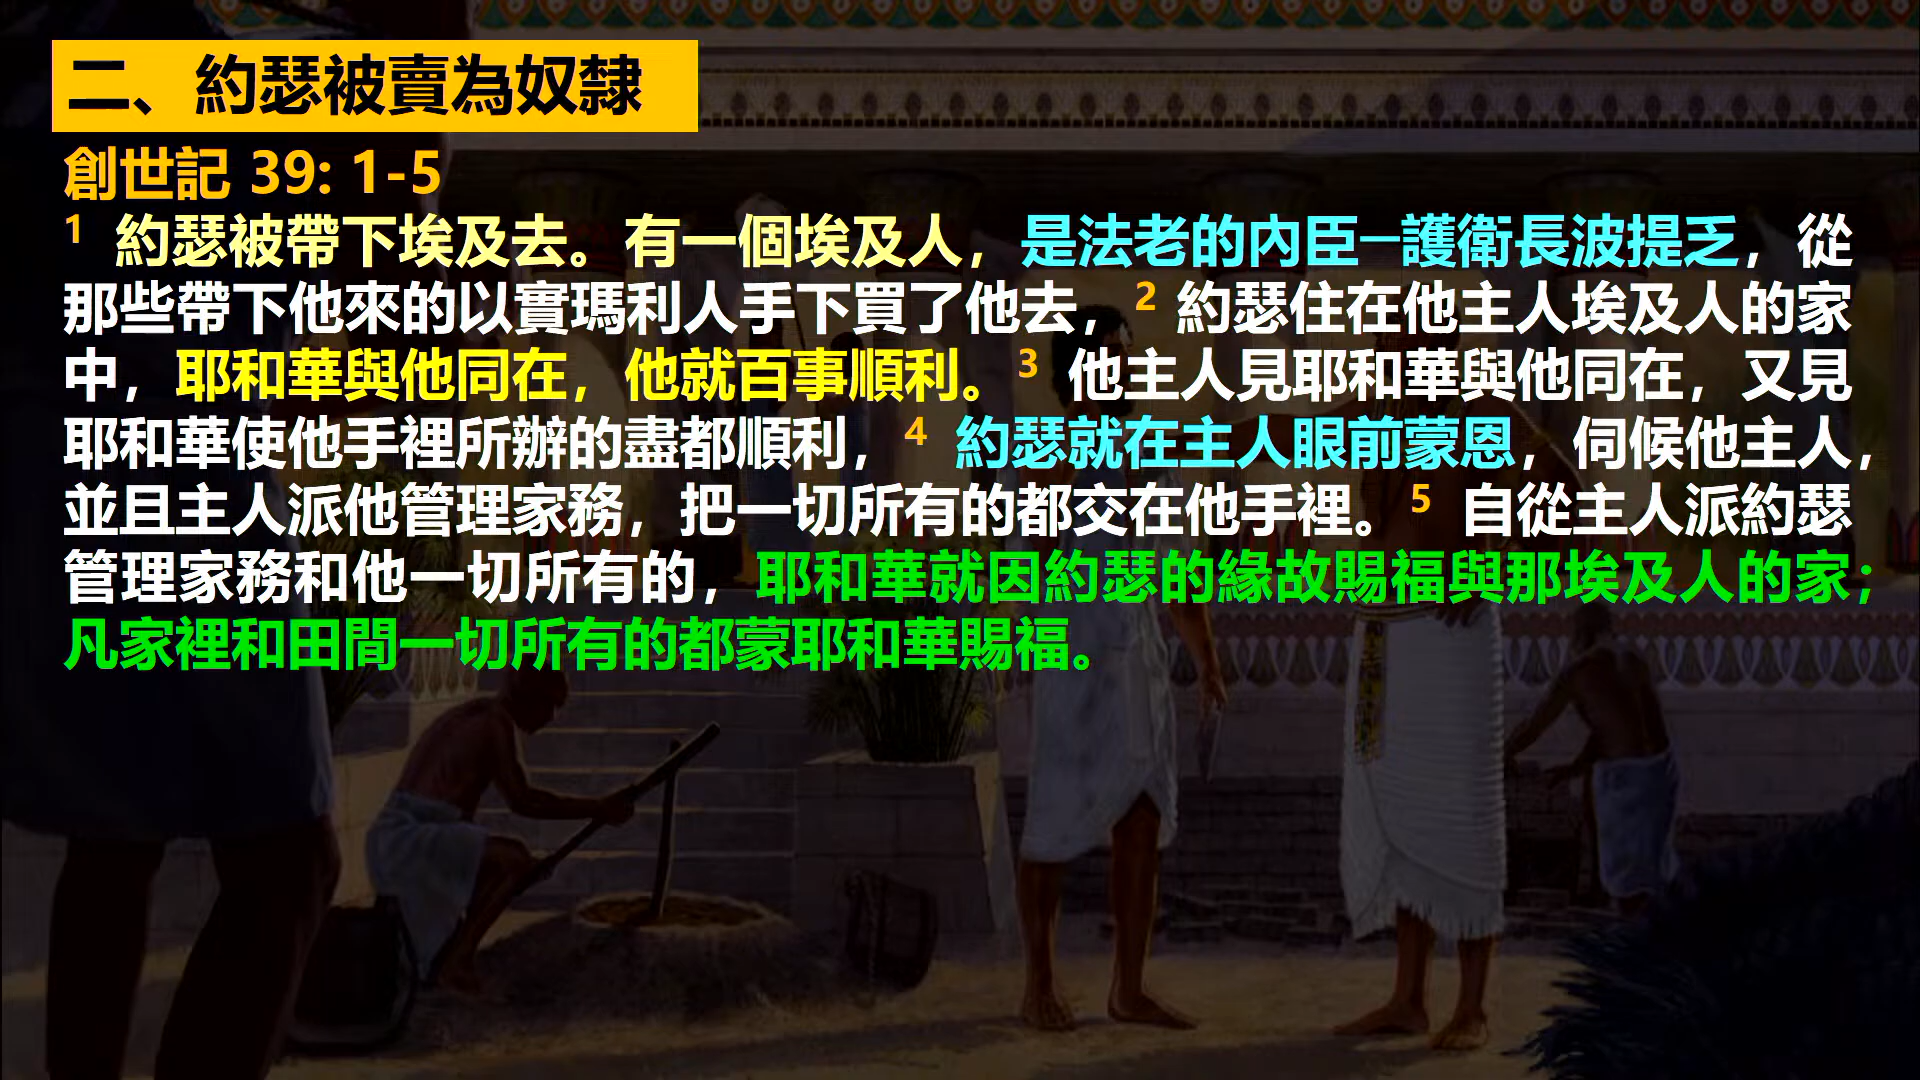 二、約瑟被賣為奴隸
創世記 39: 1-5
1 約瑟被帶下埃及去。有一個埃及人，是法老的內臣─護衛長波提乏，從
那些帶下他來的以實瑪利人手下買了他去，2 約瑟住在他主人埃及人的家
中，耶和華與他同在，他就百事順利。3 他主人見耶和華與他同在，又見
耶和華使他手裡所辦的盡都順利，4 約瑟就在主人眼前蒙恩，伺候他主人，
並且主人派他管理家務，把一切所有的都交在他手裡。5 自從主人派約瑟
管理家務和他一切所有的，耶和華就因約瑟的緣故賜福與那埃及人的家；
凡家裡和田間一切所有的都蒙耶和華賜福。